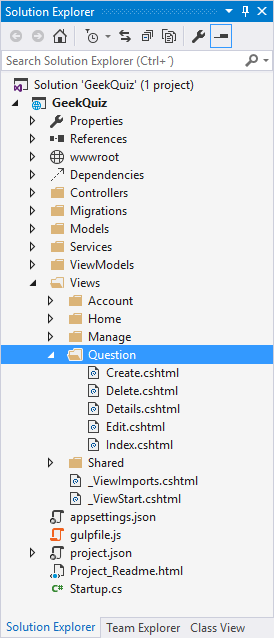 Solution Explorer
Search Solution Explorer (Ctrl+´)
Solution 'GeekQuiz' (1 project)
GeekQuiz
Properties
References
wwwroot
Dependencies
Controllers
Migrations
Models
Services
ViewModels
Views
Account
Home
Manage
Question
Create.cshtml
Delete.cshtml
Details.cshtml
Edit.cshtml
Index.cshtml
Shared
_ViewImports.cshtml
_ViewStart.cshtml
appsettings.json
gulpfile.js
project.json
Project_Readme.html
Startup.cs
Solution Explorer Team Explorer Class View